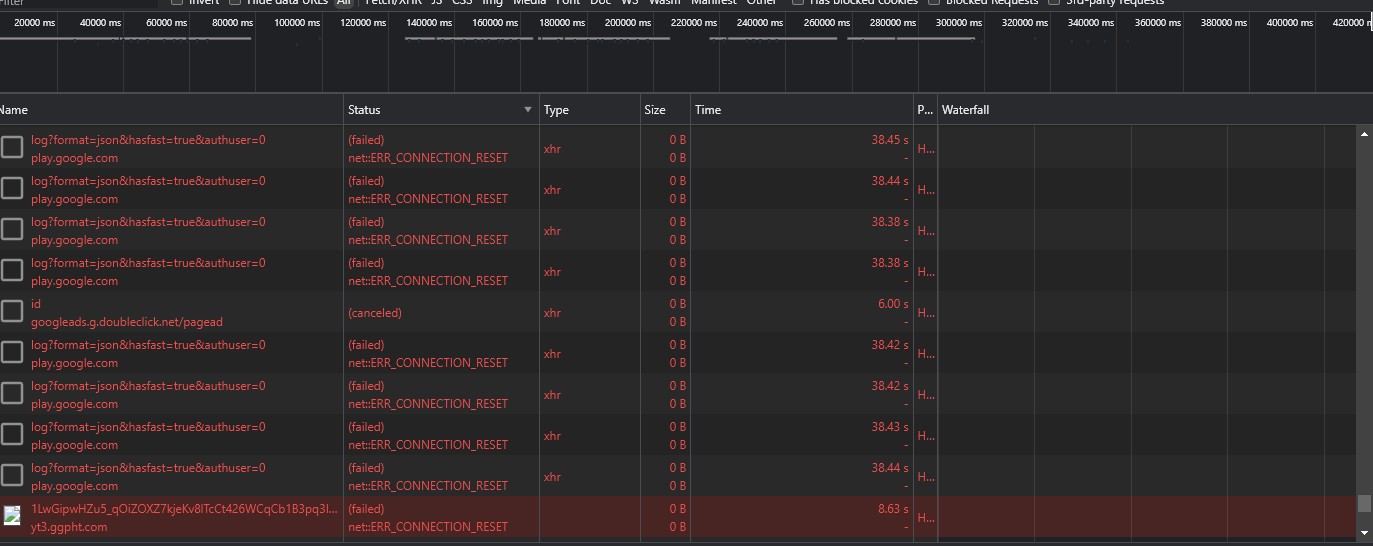 Filter Invert Hide data URLs All Fetch/XHR JS CSS Img Media Font Doc WS Wasm Manifest Other Has blocked cookies Blocked Requests 3rd-party requests
20000 ms 40000 ms 60000 ms 80000 ms 100000 ms 120000 ms 140000 ms 160000 ms 180000 ms 200000 ms 220000 ms 240000 ms 260000 ms 280000 ms 300000 ms 320000 ms 340000 ms 360000 ms 380000 ms 400000 ms 420000 m
Name Status Type Size Time P... Waterfall
log?format=json&hasfast=true&authuser=0 (failed) 0 B 38.45 s
play.google.com net::ERR_CONNECTION_RESET xhr 0 B - H...
log?format=json&hasfast=true&authuser=0 (failed) 0 B 38.44 s
play.google.com net::ERR_CONNECTION_RESET xhr 0 B - H...
log?format=json&hasfast=true&authuser=0 (failed) 0 B 38.38 s
play.google.com net::ERR_CONNECTION_RESET xhr 0 B - H...
log?format=json&hasfast=true&authuser=0 (failed) 0 B 38.38 s
play.google.com net::ERR_CONNECTION_RESET xhr 0 B - H...
id (canceled) xhr 0 B 6.00 s H...
googleads.g.doubleclick.net/pagead 0 B -
log?format=json&hasfast=true&authuser=0 (failed) 0 B 38.42 s
play.google.com net::ERR_CONNECTION_RESET xhr 0 B - H...
log?format=json&hasfast=true&authuser=0 (failed) 0 B 38.42 s
play.google.com net::ERR_CONNECTION_RESET xhr 0 B - H...
log?format=json&hasfast=true&authuser=0 (failed) 0 B 38.43 s
play.google.com net::ERR_CONNECTION_RESET xhr 0 B - H...
log?format=json&hasfast=true&authuser=0 (failed) 0 B 38.44 s
play.google.com net::ERR_CONNECTION_RESET xhr 0 B - H...
(failed) 0 B 8.63 s
yt3.ggpht.com net::ERR_CONNECTION_RESET 0 B - H...